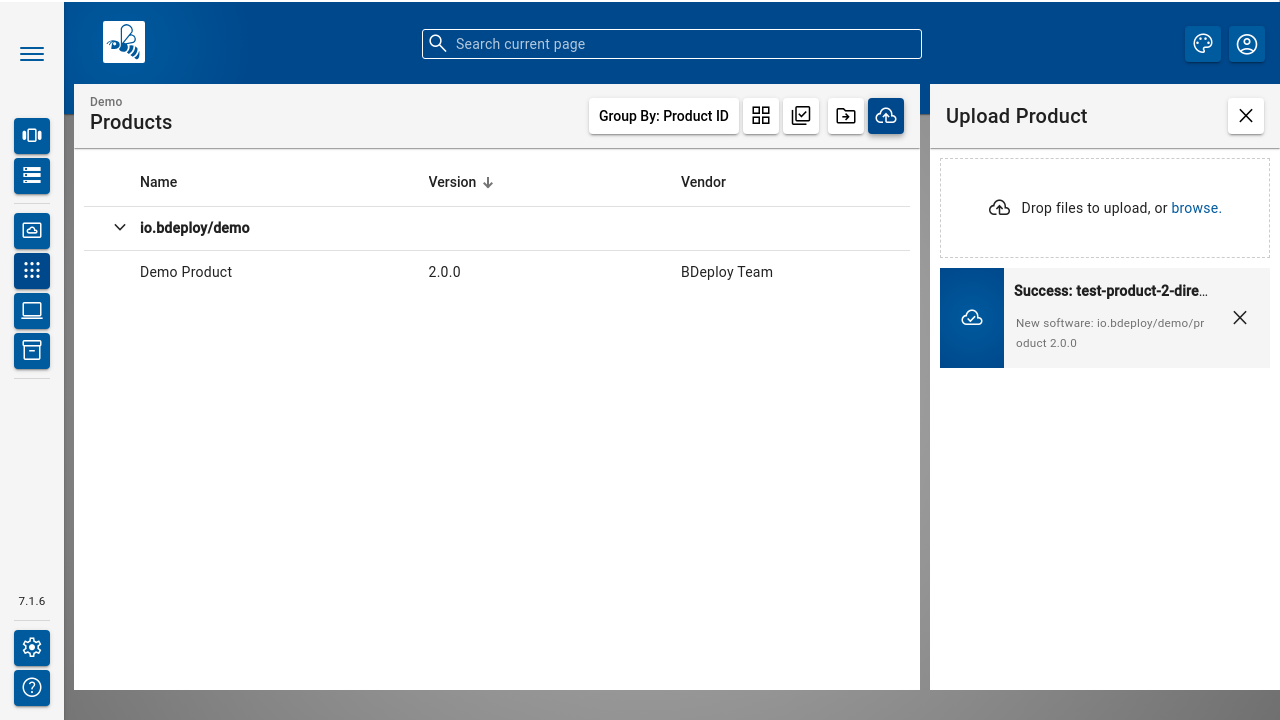 Search current page
Demo
Products
Group By: Product ID
Upload Product
Name Version Vendor
Drop files to upload, or browse.
io.bdeploy/demo
Demo Product 2.0.0 BDeploy Team
Success: test-product-2-dire…
New software: io.bdeploy/demo/pr
oduct 2.0.0
7.1.6